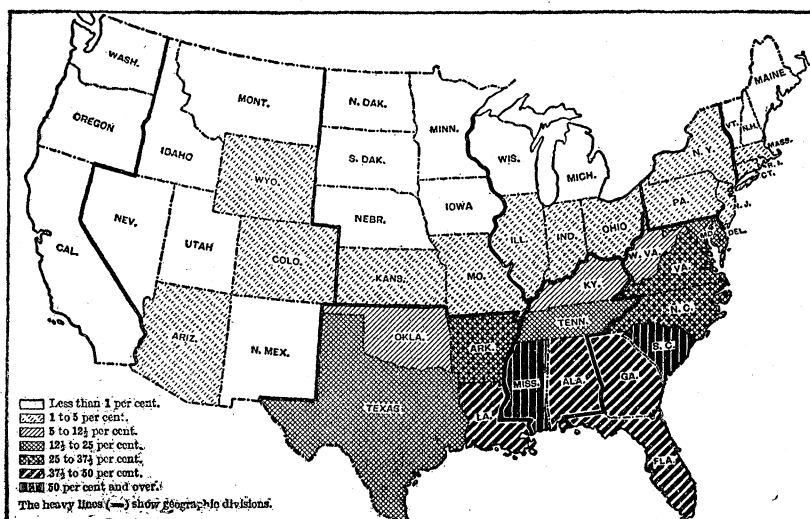 WASH.
MONT.
N. DAK.
MINN.
MAINE
OREGON
IDAHO
S. DAK.
WIS.
MICH.
VT.
N.H.
MASS.
R. I.
CT.
N. Y.
WYO.
NEBR.
IOWA
PA.
N. J.
NEV.
UTAH
COLO.
KANS.
MO.
ILL.
IND.
OHIO
W. VA.
MD.
DEL.
VA.
CAL.
KY.
ARIZ.
N. MEX.
OKLA.
ARK.
TENN.
N. C.
S. C.
TEXAS.
LA.
MISS.
ALA.
GA.
FLA.
Less than 1 per cent.
1 to 5 per cent.
5 to 12½ per cent.
12½ to 25 per cent.
25 to 37½ per cent.
37½ to 50 per cent.
50 per cent and over.
The heavy lines (▬) show geographic divisions.